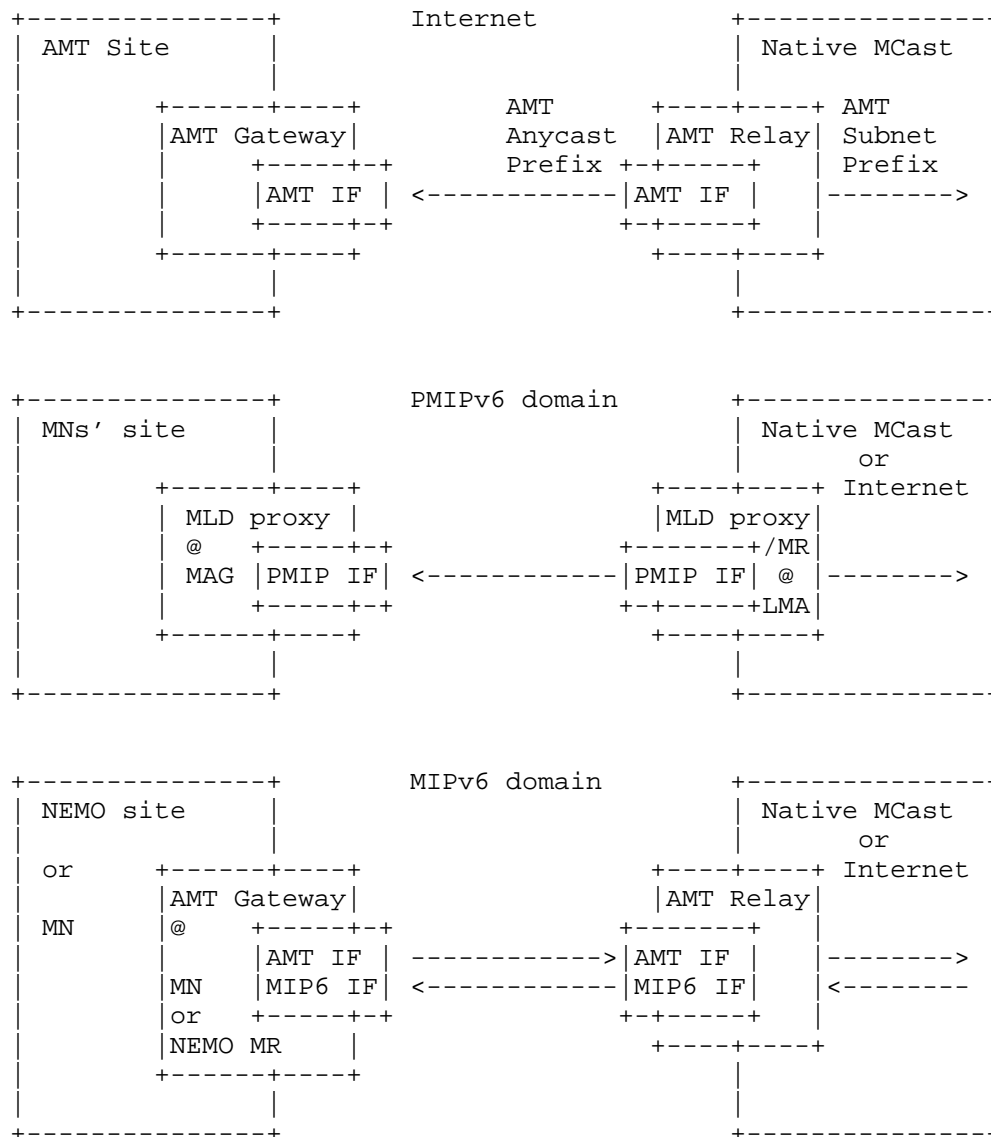 Internet
AMT Site Native MCast
AMT AMT
AMT Gateway Anycast AMT Relay Subnet
Prefix Prefix
AMT IF AMT IF
PMIPv6 domain
MNs' site Native MCast
or
Internet
MLD proxy MLD proxy
@ /MR
MAG PMIP IF PMIP IF @
LMA
MIPv6 domain
NEMO site Native MCast
or
or Internet
AMT Gateway AMT Relay
MN @
AMT IF AMT IF
MN MIP6 IF MIP6 IF
or
NEMO MR